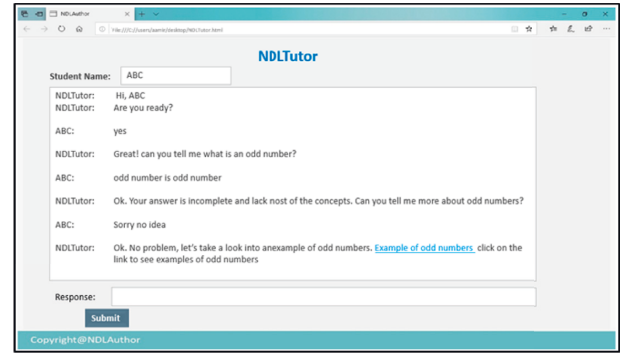 NDLAuthor
file:///C:/Users/aamir/desktop/NDLTutor.html
NDLTutor
Student Name: ABC
NDLTutor: Hi, ABC
NDLTutor: Are you ready?
ABC: yes
NDLTutor: Great! can you tell me what is an odd number?
ABC: odd number is odd number
NDLTutor: Ok. Your answer is incomplete and lack nost of the concepts. Can you tell me more about odd numbers?
ABC: Sorry no idea
NDLTutor: Ok. No problem, let's take a look into anexample of odd numbers. Example of odd numbers click on the
link to see examples of odd numbers
Response:
Submit
Copyright@NDLAuthor